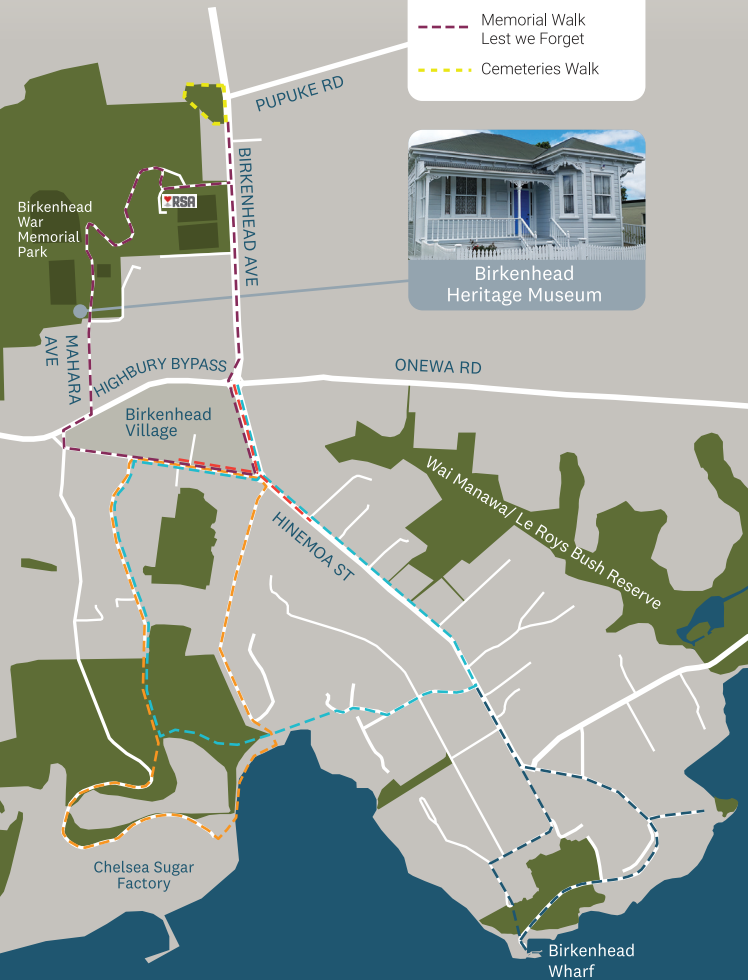 Memorial Walk
Lest we Forget
Cemeteries Walk
PUPUKE RD
BIRKENHEAD AVE
RSA
Birkenhead
War
Memorial
Park
Birkenhead
Heritage Museum
MAHARA
AVE
HIGHBURY BYPASS
ONEWA RD
Birkenhead
Village
Wai Manawa/ Le Roys Bush Reserve
HINEMOA ST
Chelsea Sugar
Factory
Birkenhead
Wharf